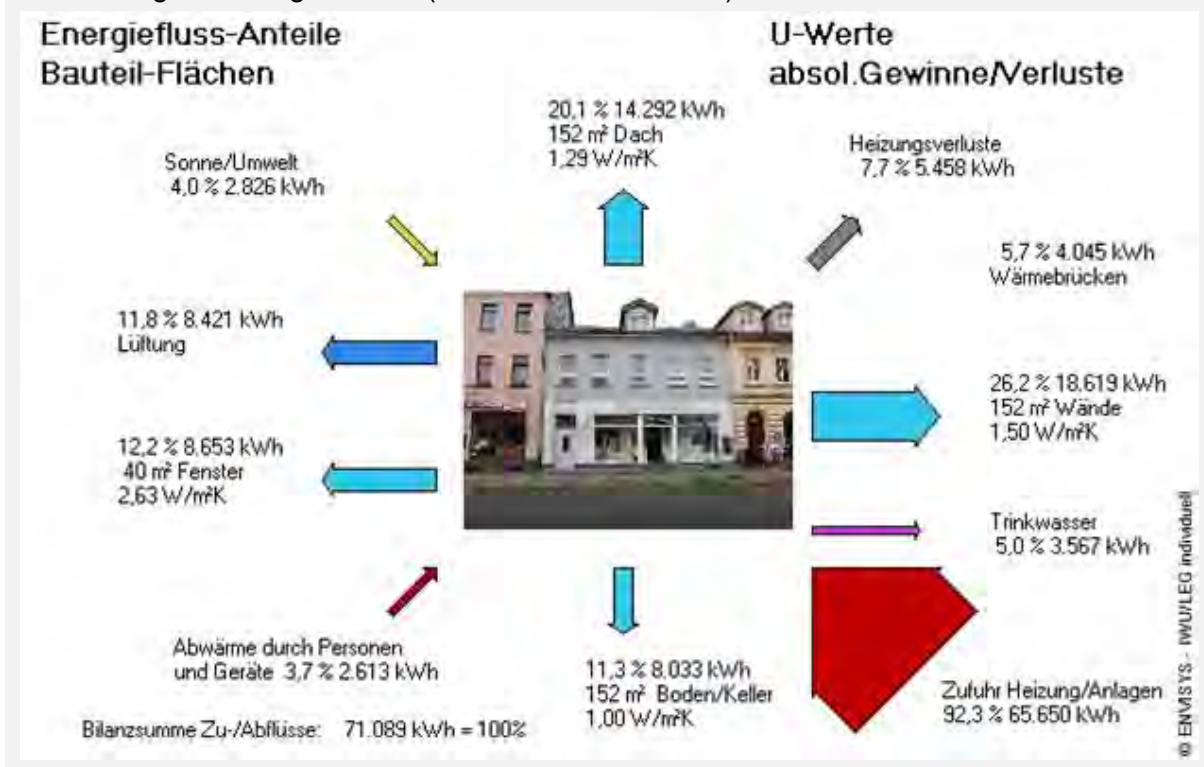 Energiefluss-Anteile
Bauteil-Flächen
U-Werte
absol.Gewinne/Verluste
20,1 % 14.292 kWh
152 m² Dach
1,29 W/m²K
Sonne/Umwelt
4,0 % 2.826 kWh
Heizungsverluste
7,7 % 5.458 kWh
5,7 % 4.045 kWh
Wärmebrücken
11,8 % 8.421 kWh
Lüftung
26,2 % 18.619 kWh
152 m² Wände
1,50 W/m²K
12,2 % 8.653 kWh
40 m² Fenster
2,63 W/m²K
Trinkwasser
5,0 % 3.567 kWh
Abwärme durch Personen
und Geräte 3,7 % 2.613 kWh
11,3 % 8.033 kWh
152 m² Boden/Keller
1,00 W/m²K
Zufuhr Heizung/Anlagen
92,3 % 65.650 kWh
Bilanzsumme Zu-/Abflüsse: 71.089 kWh = 100%
© ENVISYS - IWU/LEG individuell